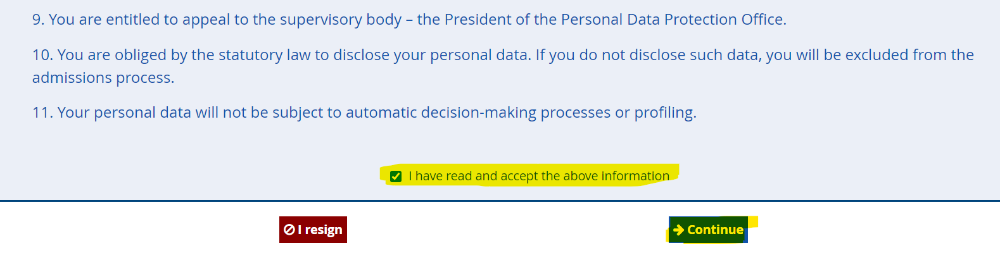 9. You are entitled to appeal to the supervisory body – the President of the Personal Data Protection Office.
10. You are obliged by the statutory law to disclose your personal data. If you do not disclose such data, you will be excluded from the
admissions process.
11. Your personal data will not be subject to automatic decision-making processes or profiling.
I have read and accept the above information
I resign
Continue